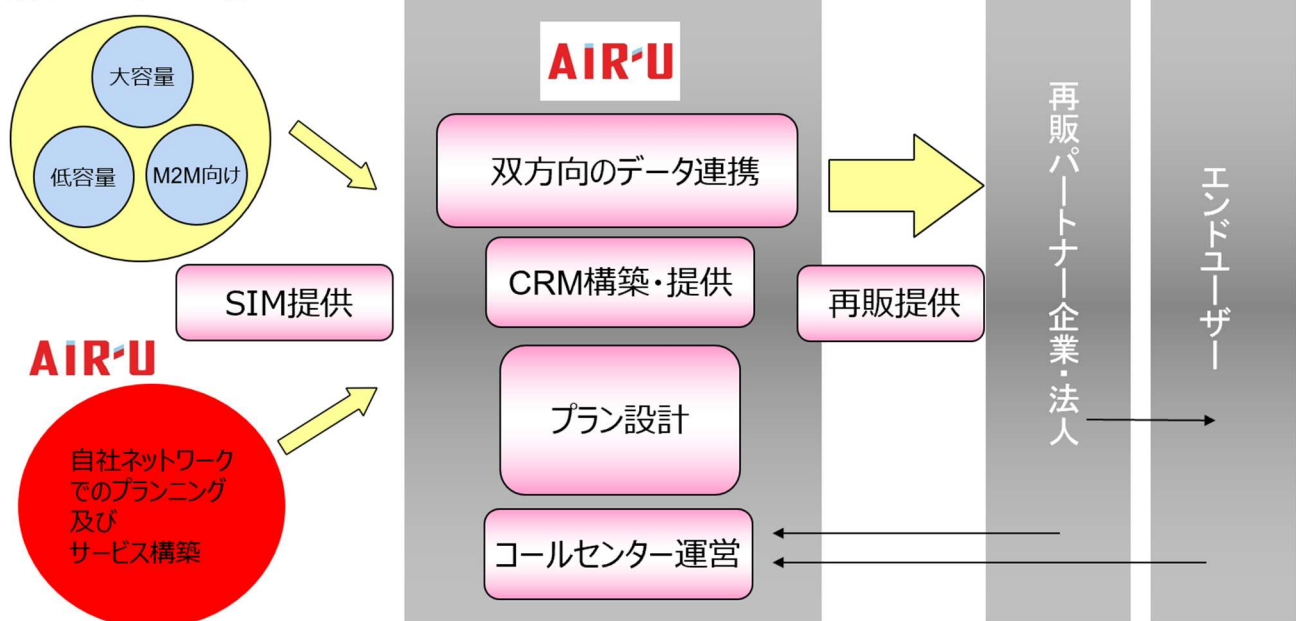 大容量
低容量
M2M向け
SIM提供
AIR-U
自社ネットワーク
でのプランニング
及び
サービス構築
AIR-U
双方向のデータ連携
CRM構築・提供
プラン設計
コールセンター運営
再販提供
再販パートナー企業・法人
エンドユーザー